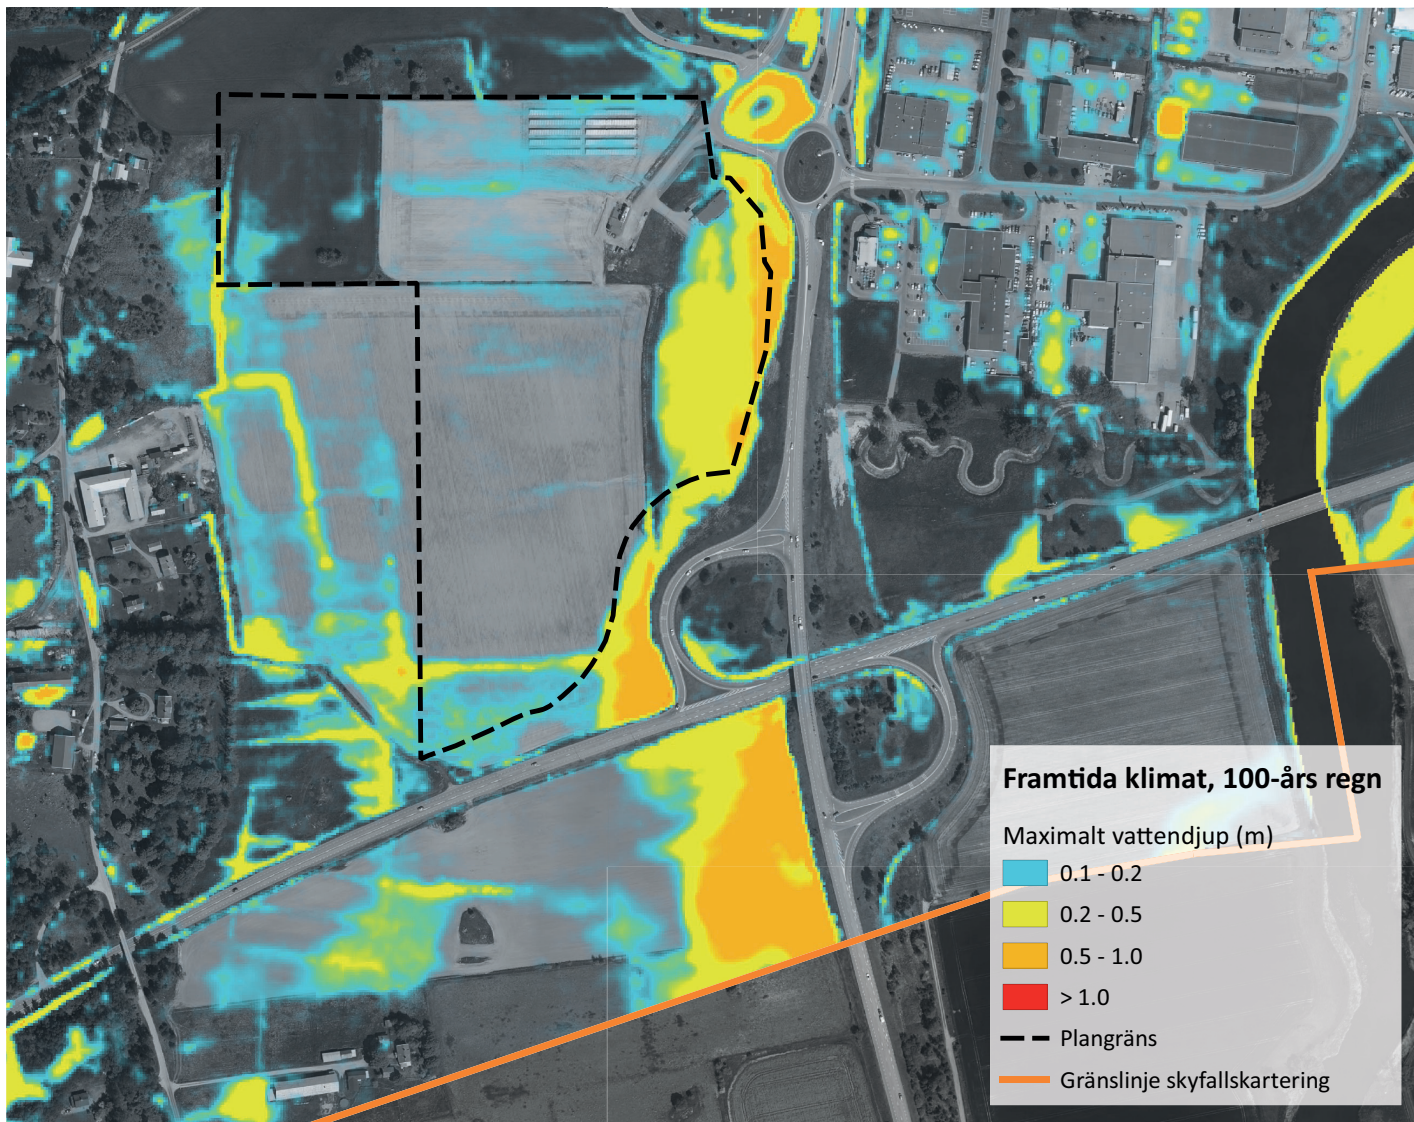 Framtida klimat, 100-års regn
Maximalt vattendjup (m)
0.1 - 0.2
0.2 - 0.5
0.5 - 1.0
> 1.0
Plangräns
Gränslinje skyfallskartering